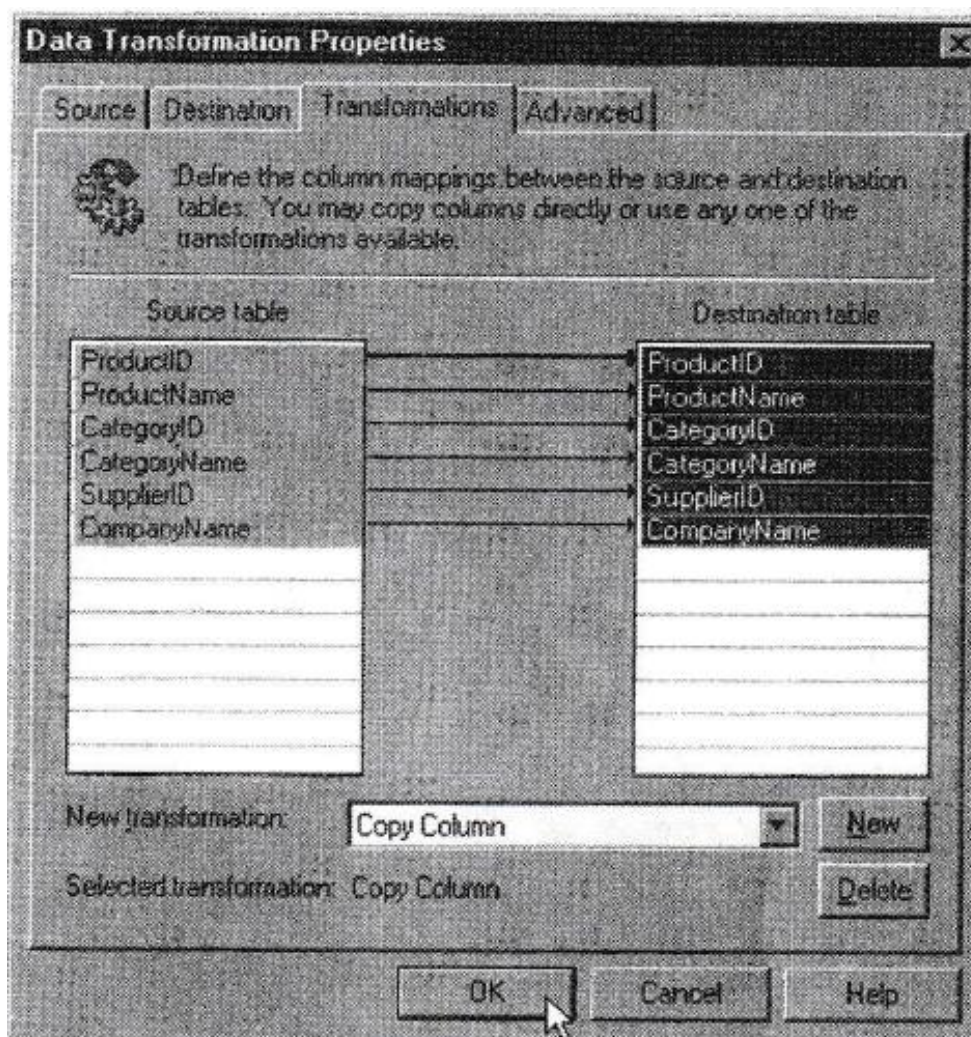 Data Transformation Properties
Source
Destination
Transformations
Advanced
Define the column mappings between the source and destination
tables. You may copy columns directly or use any one of the
transformations available.
Source table
Destination table
ProductID
ProductName
CategoryID
CategoryName
SupplierID
CompanyName
ProductID
ProductName
CategoryID
CategoryName
SupplierID
CompanyName
New transformation:
Copy Column
New
Selected transformation:
Copy Column
Delete
OK
Cancel
Help